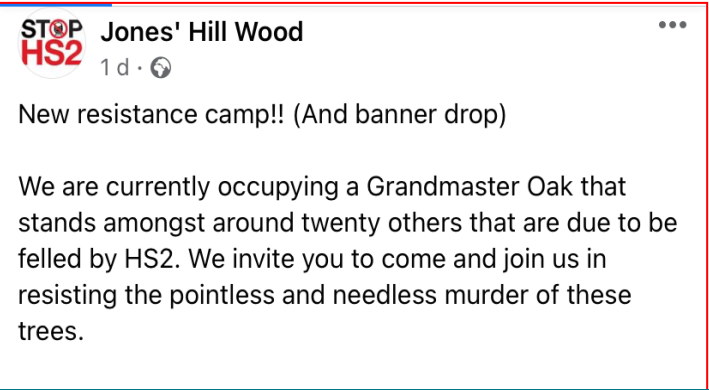 STOP
HS2
Jones' Hill Wood
1 d ·
New resistance camp!! (And banner drop)
We are currently occupying a Grandmaster Oak that
stands amongst around twenty others that are due to be
felled by HS2. We invite you to come and join us in
resisting the pointless and needless murder of these
trees.